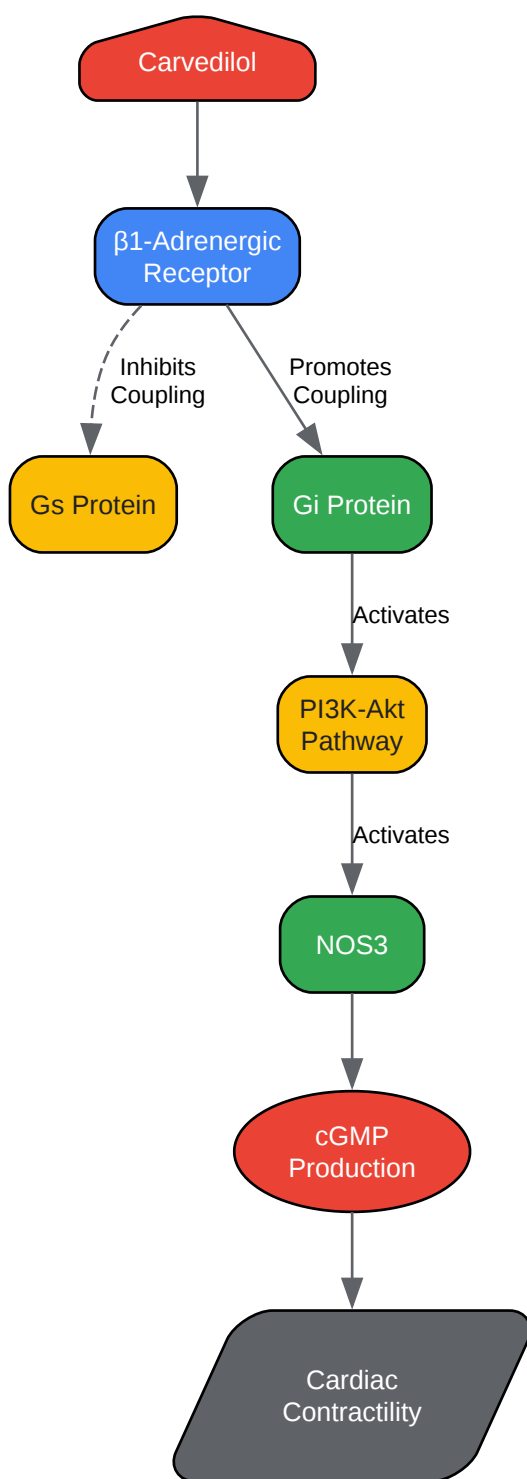 Carvedilol
β1-Adrenergic
Receptor
Inhibits
Coupling
Promotes
Coupling
Gs Protein
Gi Protein
Activates
PI3K-Akt
Pathway
Activates
NOS3
cGMP
Production
Cardiac
Contractility